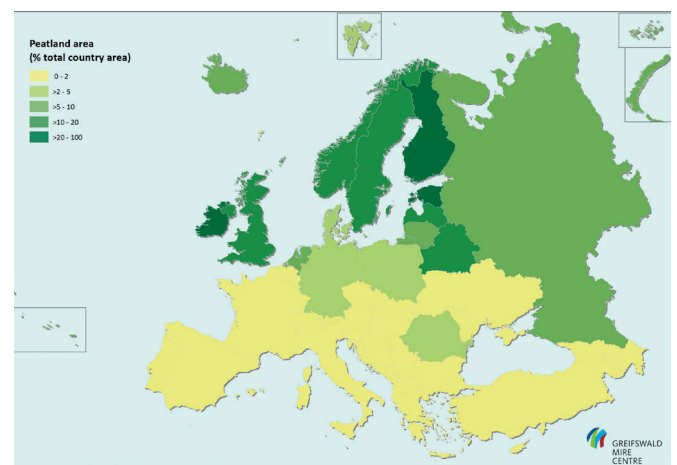 Peatland area
(% total country area)
0 - 2
>2 - 5
>5 - 10
>10 - 20
>20 - 100
GREIFSWALD
MIRE
CENTRE